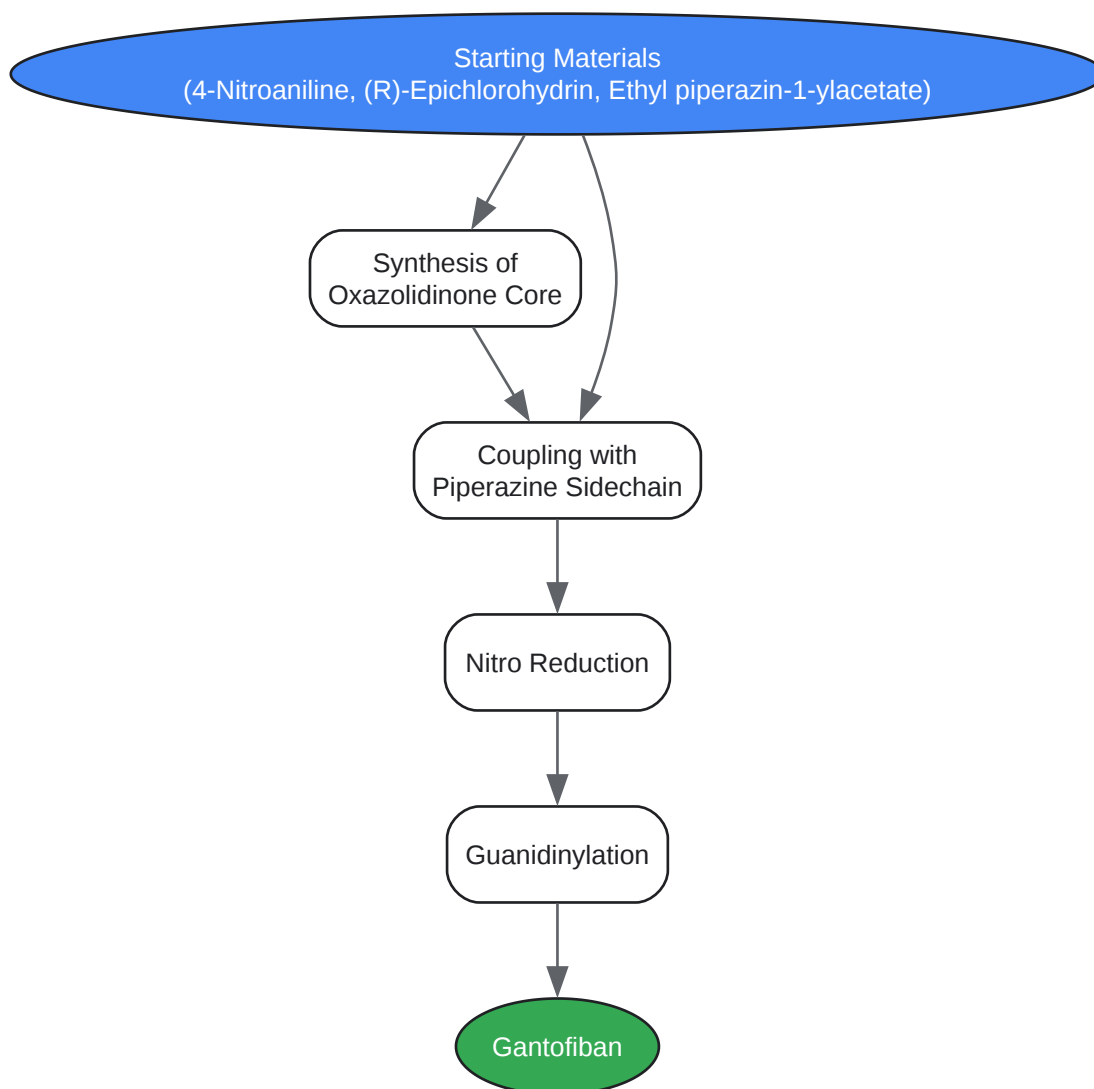 Starting Materials
(4-Nitroaniline, (R)-Epichlorohydrin, Ethyl piperazin-1-ylacetate)
Synthesis of
Oxazolidinone Core
Coupling with
Piperazine Sidechain
Nitro Reduction
Guanidinylation
Gantofiban